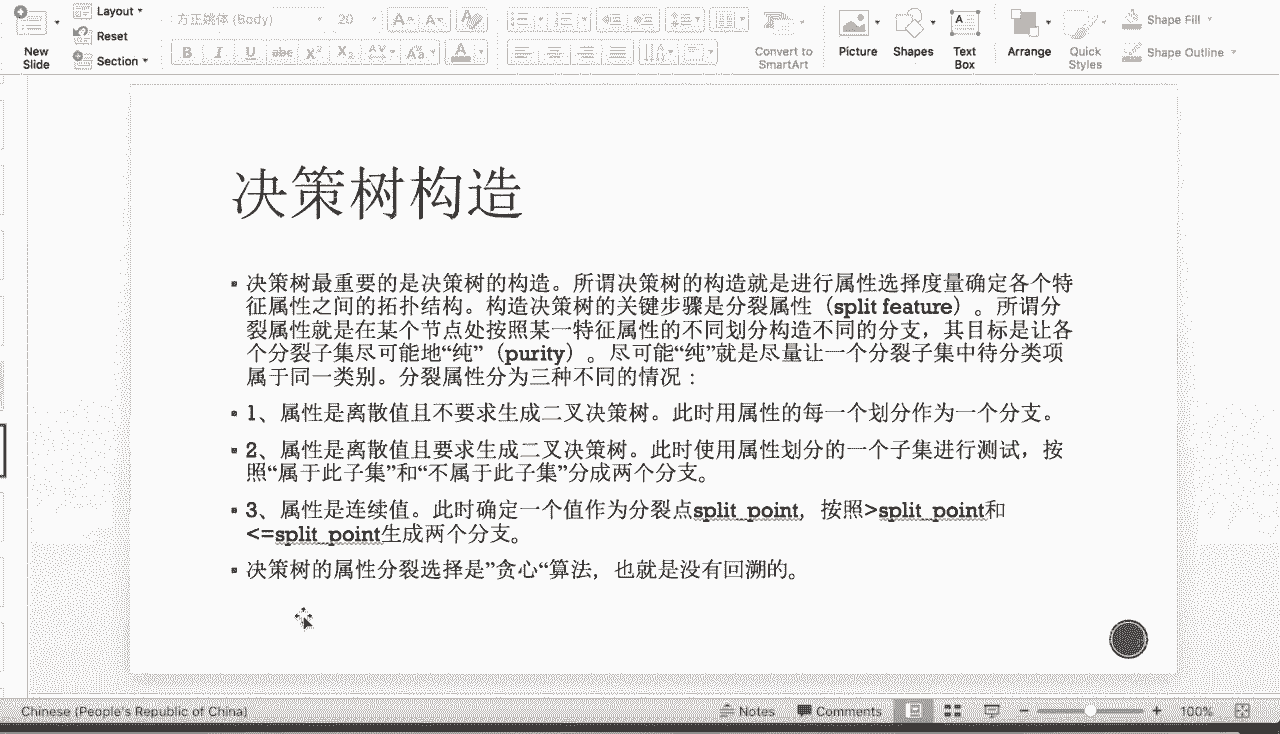 Layout
Reset
New
Slide
Section
方正姚体 (Body)
20
A A
B I U abc X² X₂ AV Aa A
Convert to
SmartArt
Picture
Shapes
Text
Box
Arrange
Quick
Styles
Shape Fill
Shape Outline
决策树构造
决策树最重要的是决策树的构造。所谓决策树的构造就是进行属性选择度量确定各个特
征属性之间的拓扑结构。构造决策树的关键步骤是分裂属性（split feature）。所谓分
裂属性就是在某个节点处按照某一特征属性的不同划分构造不同的分支，其目标是让各
个分裂子集尽可能地“纯”（purity）。尽可能“纯”就是尽量让一个分裂子集中待分类项
属于同一类别。分裂属性分为三种不同的情况：
1、属性是离散值且不要求生成二叉决策树。此时用属性的每一个划分作为一个分支。
2、属性是离散值且要求生成二叉决策树。此时使用属性划分的一个子集进行测试，按
照“属于此子集”和“不属于此子集”分成两个分支。
3、属性是连续值。此时确定一个值作为分裂点split_point，按照>split_point和
<=split_point生成两个分支。
决策树的属性分裂选择是”贪心“算法，也就是没有回溯的。
Chinese (People's Republic of China)
Notes
Comments
100%